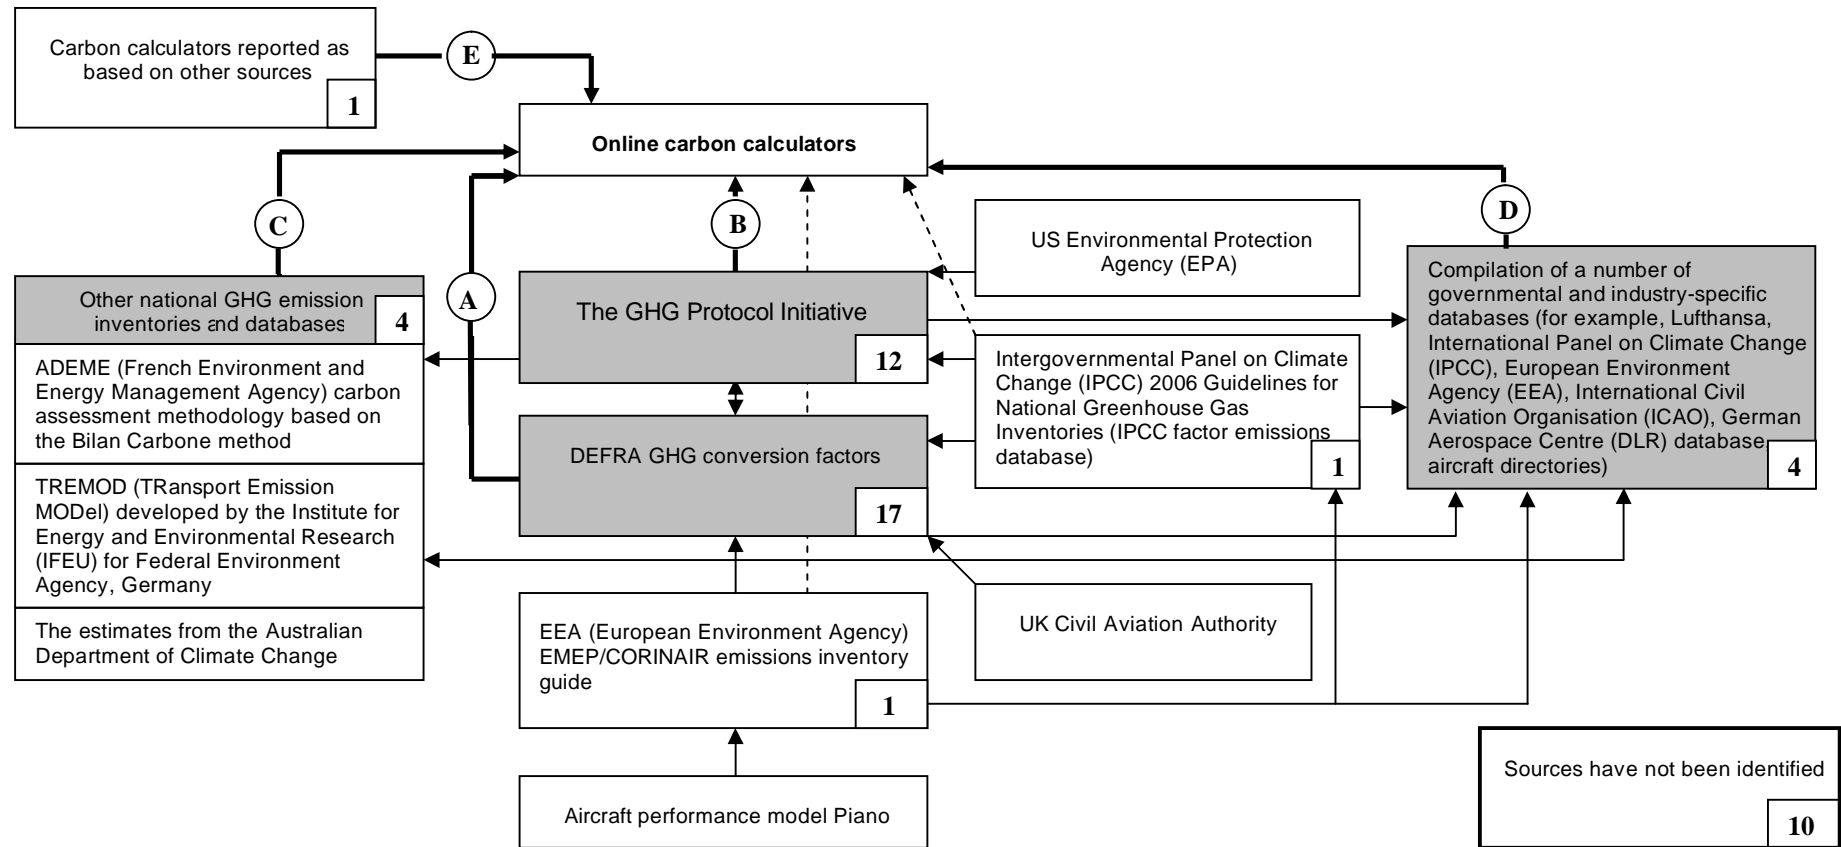 Carbon calculators reported as
based on other sources
1
E
Online carbon calculators
C
A
B
D
US Environmental Protection
Agency (EPA)
Other national GHG emission
inventories and databases
4
ADEME (French Environment and
Energy Management Agency) carbon
assessment methodology based on
the Bilan Carbone method
TREMOD (TRansport Emission
MODel) developed by the Institute for
Energy and Environmental Research
(IFEU) for Federal Environment
Agency, Germany
The estimates from the Australian
Department of Climate Change
The GHG Protocol Initiative
12
DEFRA GHG conversion factors
17
Intergovernmental Panel on Climate
Change (IPCC) 2006 Guidelines for
National Greenhouse Gas
Inventories (IPCC factor emissions
database)
1
Compilation of a number of
governmental and industry-specific
databases (for example, Lufthansa,
International Panel on Climate Change
(IPCC), European Environment
Agency (EEA), International Civil
Aviation Organisation (ICAO), German
Aerospace Centre (DLR) database,
aircraft directories)
4
EEA (European Environment Agency)
EMEP/CORINAIR emissions inventory
guide
1
UK Civil Aviation Authority
Aircraft performance model Piano
Sources have not been identified
10